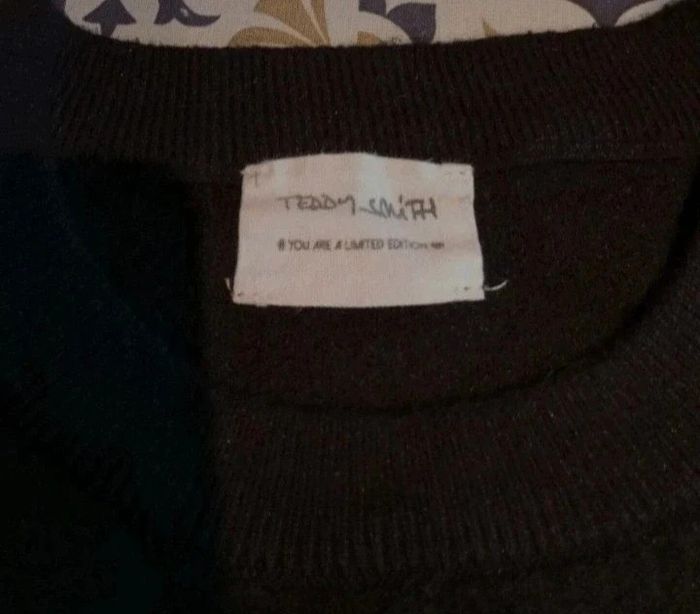 TEDDY SMITH
# YOU ARE A LIMITED EDITION